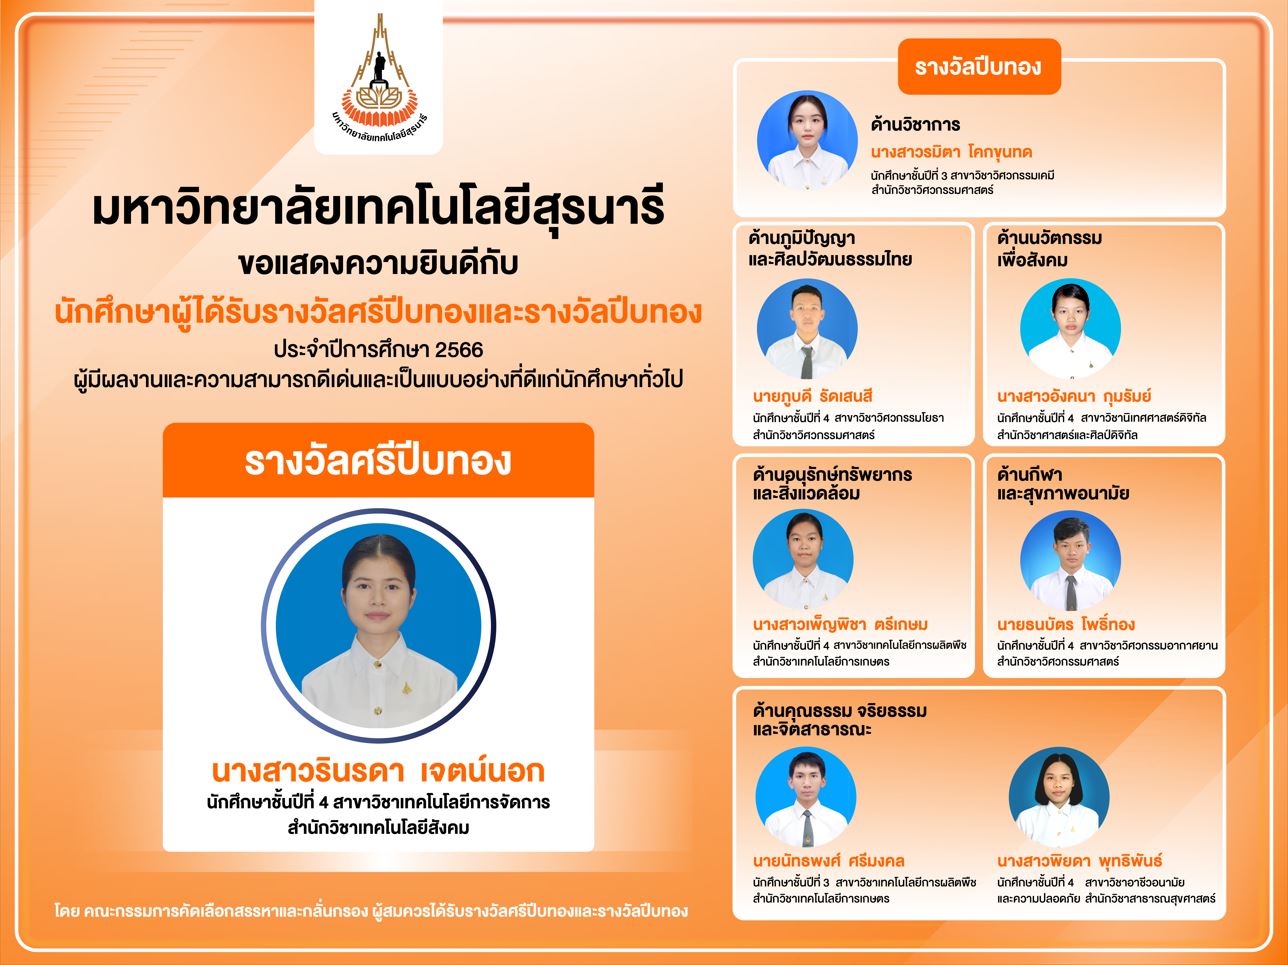 มหาวิทยาลัยเทคโนโลยีสุรนารี
มหาวิทยาลัยเทคโนโลยีสุรนารี
ขอแสดงความยินดีกับ
นักศึกษาผู้ได้รับรางวัลศรีปีบทองและรางวัลปีบทอง
ประจำปีการศึกษา 2566
ผู้มีผลงานและความสามารถดีเด่นและเป็นแบบอย่างที่ดีแก่นักศึกษาทั่วไป
รางวัลศรีปีบทอง
นางสาวรินรดา เจตน์นอก
นักศึกษาชั้นปีที่ 4 สาขาวิชาเทคโนโลยีการจัดการ
สำนักวิชาเทคโนโลยีสังคม
โดย คณะกรรมการคัดเลือกสรรหาและกลั่นกรอง ผู้สมควรได้รับรางวัลศรีปีบทองและรางวัลปีบทอง
รางวัลปีบทอง
ด้านวิชาการ
นางสาวรมิตา โคกขุนทด
นักศึกษาชั้นปีที่ 3 สาขาวิชาวิศวกรรมเคมี
สำนักวิชาวิศวกรรมศาสตร์
ด้านภูมิปัญญา
และศิลปวัฒนธรรมไทย
นายภูบดี รัดเสนสี
นักศึกษาชั้นปีที่ 4 สาขาวิชาวิศวกรรมโยธา
สำนักวิชาวิศวกรรมศาสตร์
ด้านนวัตกรรม
เพื่อสังคม
นางสาวอังคนา กุมรัมย์
นักศึกษาชั้นปีที่ 4 สาขาวิชานิเทศศาสตร์ดิจิทัล
สำนักวิชาศาสตร์และศิลป์ดิจิทัล
ด้านอนุรักษ์ทรัพยากร
และสิ่งแวดล้อม
นางสาวเพ็ญพิชา ตรีเกษม
นักศึกษาชั้นปีที่ 4 สาขาวิชาเทคโนโลยีการผลิตพืช
สำนักวิชาเทคโนโลยีการเกษตร
ด้านกีฬา
และสุขภาพอนามัย
นายธนบัตร โพธิ์ทอง
นักศึกษาชั้นปีที่ 4 สาขาวิชาวิศวกรรมอากาศยาน
สำนักวิชาวิศวกรรมศาสตร์
ด้านคุณธรรม จริยธรรม
และจิตสาธารณะ
นายนัทธพงศ์ ศรีมงคล
นักศึกษาชั้นปีที่ 3 สาขาวิชาเทคโนโลยีการผลิตพืช
สำนักวิชาเทคโนโลยีการเกษตร
นางสาวพิยดา พุทธิพันธ์
นักศึกษาชั้นปีที่ 4 สาขาวิชาอาชีวอนามัย
และความปลอดภัย สำนักวิชาสาธารณสุขศาสตร์